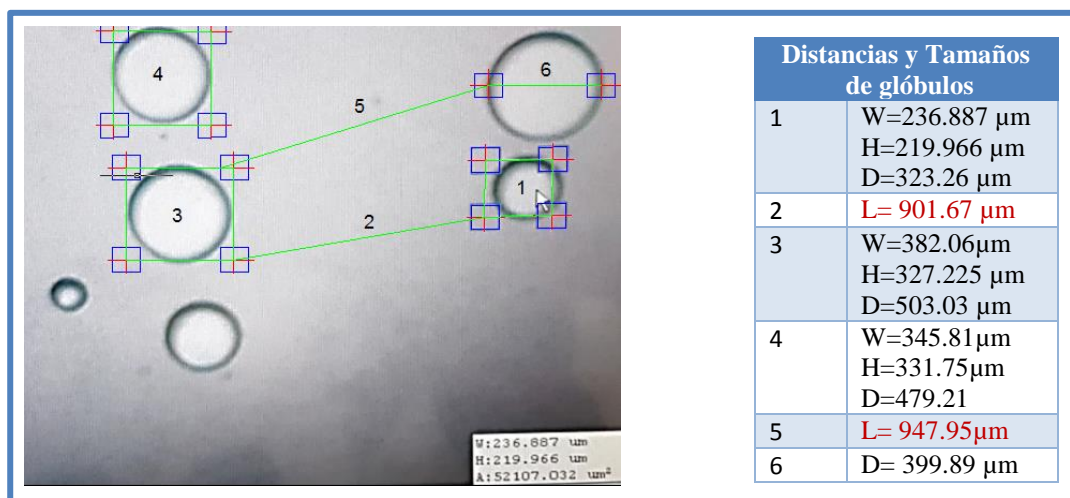 4
6
5
1
3
2
W:236.887 um
H:219.966 um
A:52107.032 um²
Distancias y Tamaños
de glóbulos
1 W=236.887 µm
H=219.966 µm
D=323.26 µm
2 L= 901.67 µm
3 W=382.06µm
H=327.225 µm
D=503.03 µm
4 W=345.81µm
H=331.75µm
D=479.21
5 L= 947.95µm
6 D= 399.89 µm